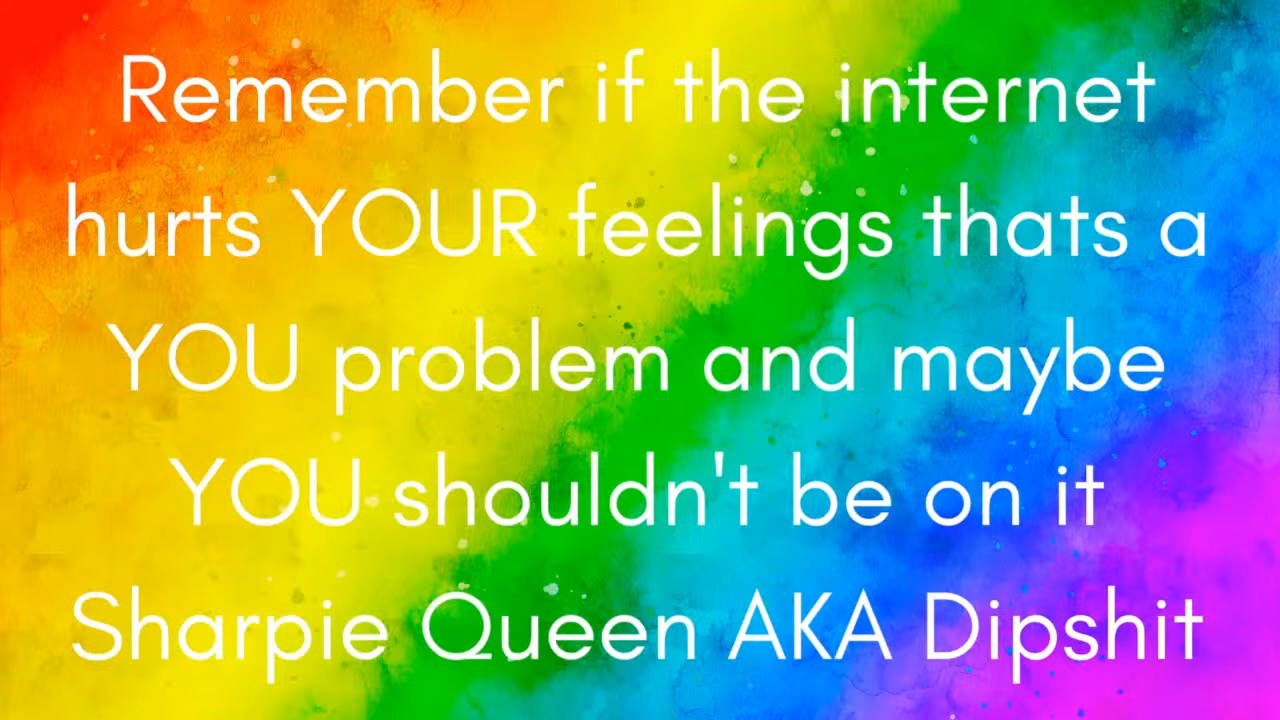 Remember if the internet
hurts YOUR feelings thats a
YOU problem and maybe
YOU shouldn't be on it
Sharpie Queen AKA Dipshit